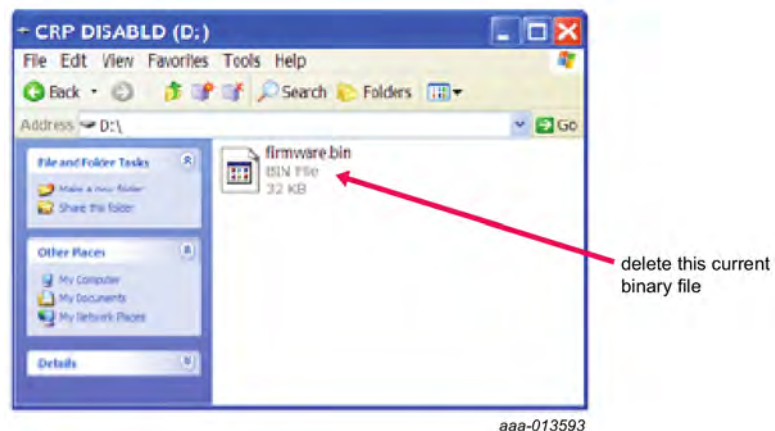 CRP DISABLD (D:)
File Edit View Favorites Tools Help
Back Search Folders
Address D:\ Go
File and Folder Tasks
Make a new folder
Share this folder
Other Places
My Computer
My Documents
My Network Places
Details
firmware.bin
BIN File
32 KB
delete this current
binary file
aaa-013593